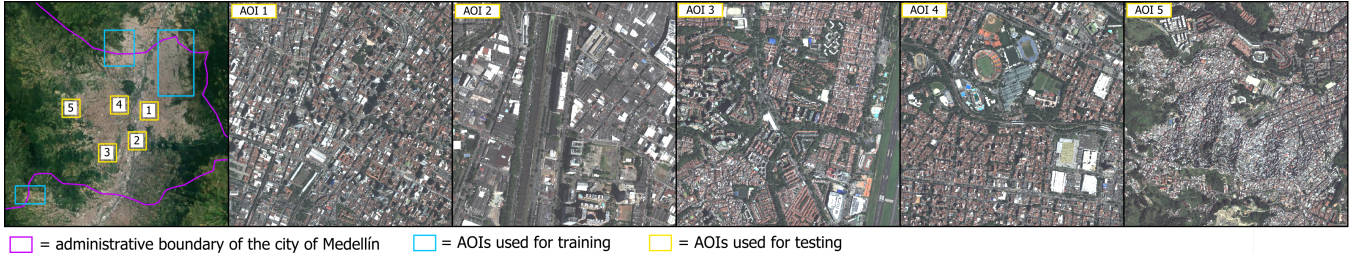 AOI 1
AOI 2
AOI 3
AOI 4
AOI 5
5
4
1
2
3
= administrative boundary of the city of Medellín
= AOIs used for training
= AOIs used for testing